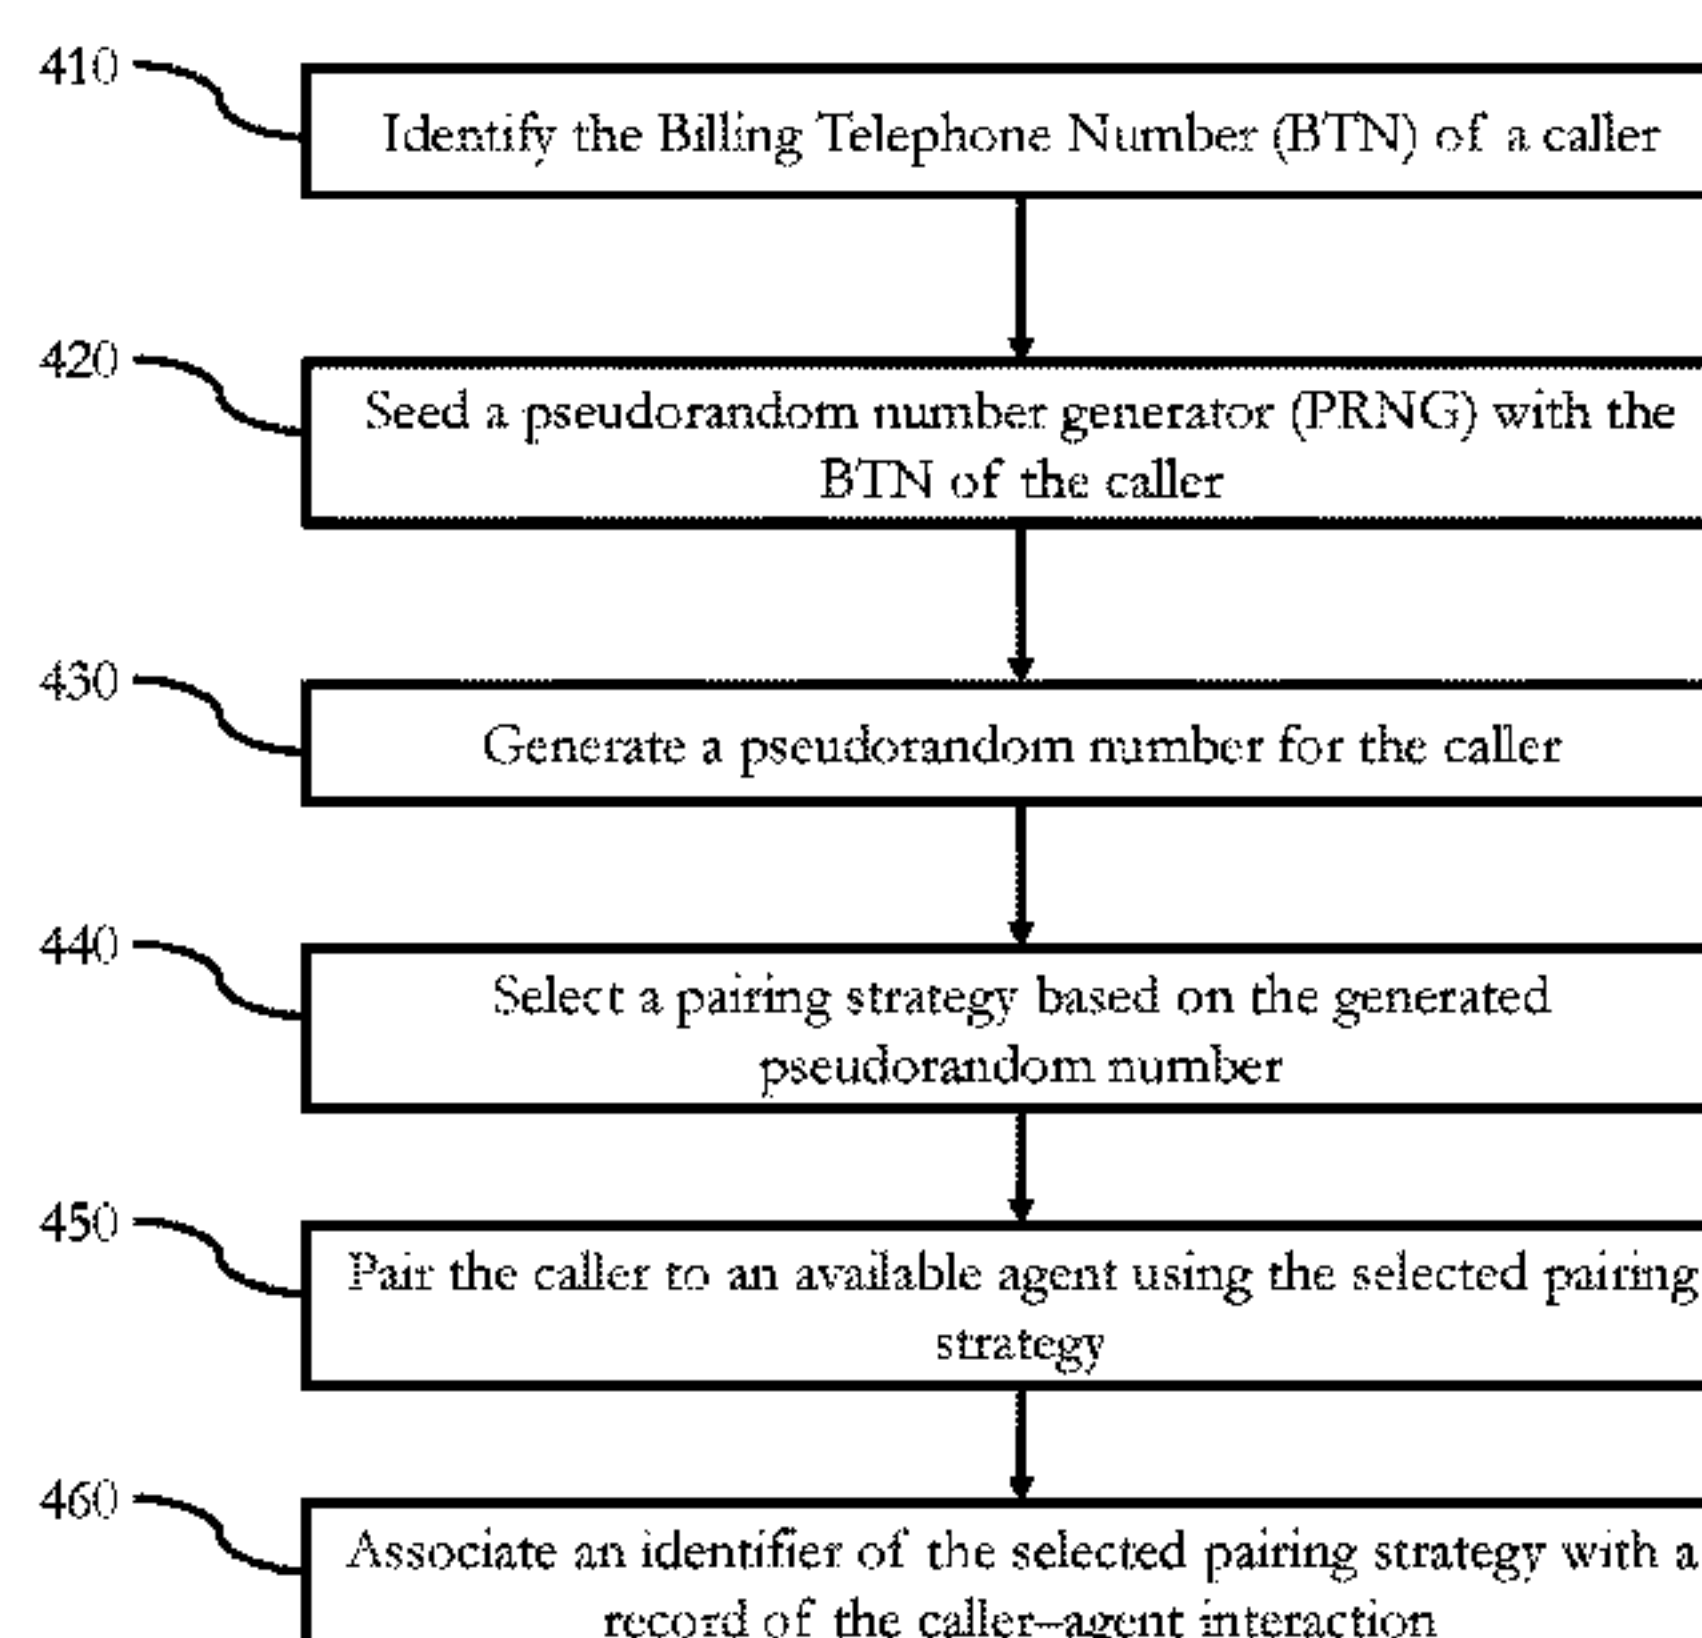 410
Identify the Billing Telephone Number (BTN) of a caller
420
Seed a pseudorandom number generator (PRNG) with the
BTN of the caller
430
Generate a pseudorandom number for the caller
440
Select a pairing strategy based on the generated
pseudorandom number
450
Pair the caller to an available agent using the selected pairing
strategy
460
Associate an identifier of the selected pairing strategy with a
record of the caller–agent interaction